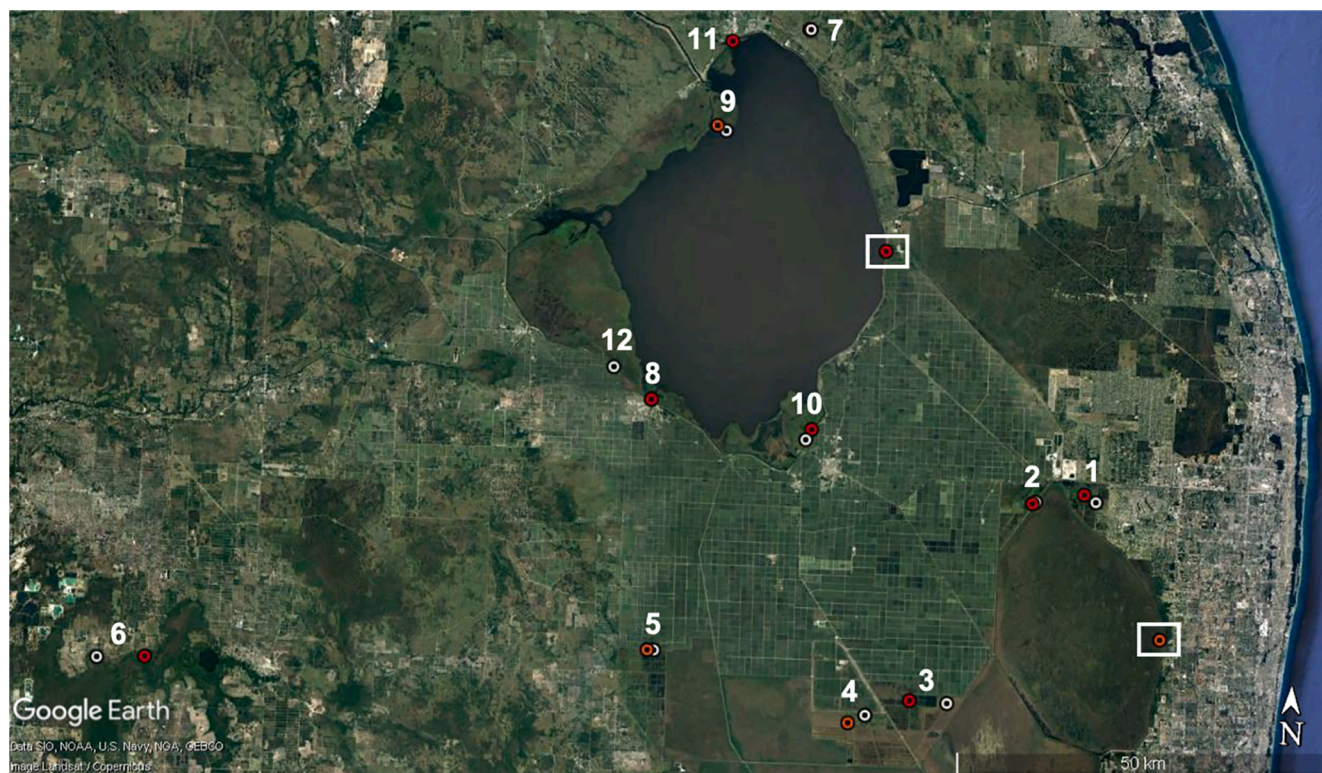 11
7
9
12
8
10
2
1
5
6
3
4
Google Earth
N
Data SIO, NOAA, U.S. Navy, NGA, GEBCO
Image Landsat / Copernicus
50 km